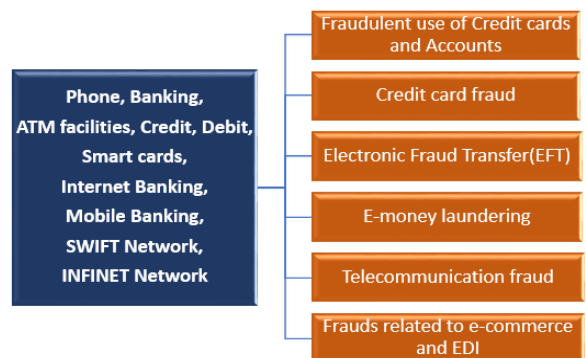 Phone, Banking,
ATM facilities, Credit, Debit,
Smart cards,
Internet Banking,
Mobile Banking,
SWIFT Network,
INFINET Network
Fraudulent use of Credit cards
and Accounts
Credit card fraud
Electronic Fraud Transfer(EFT)
E-money laundering
Telecommunication fraud
Frauds related to e-commerce
and EDI